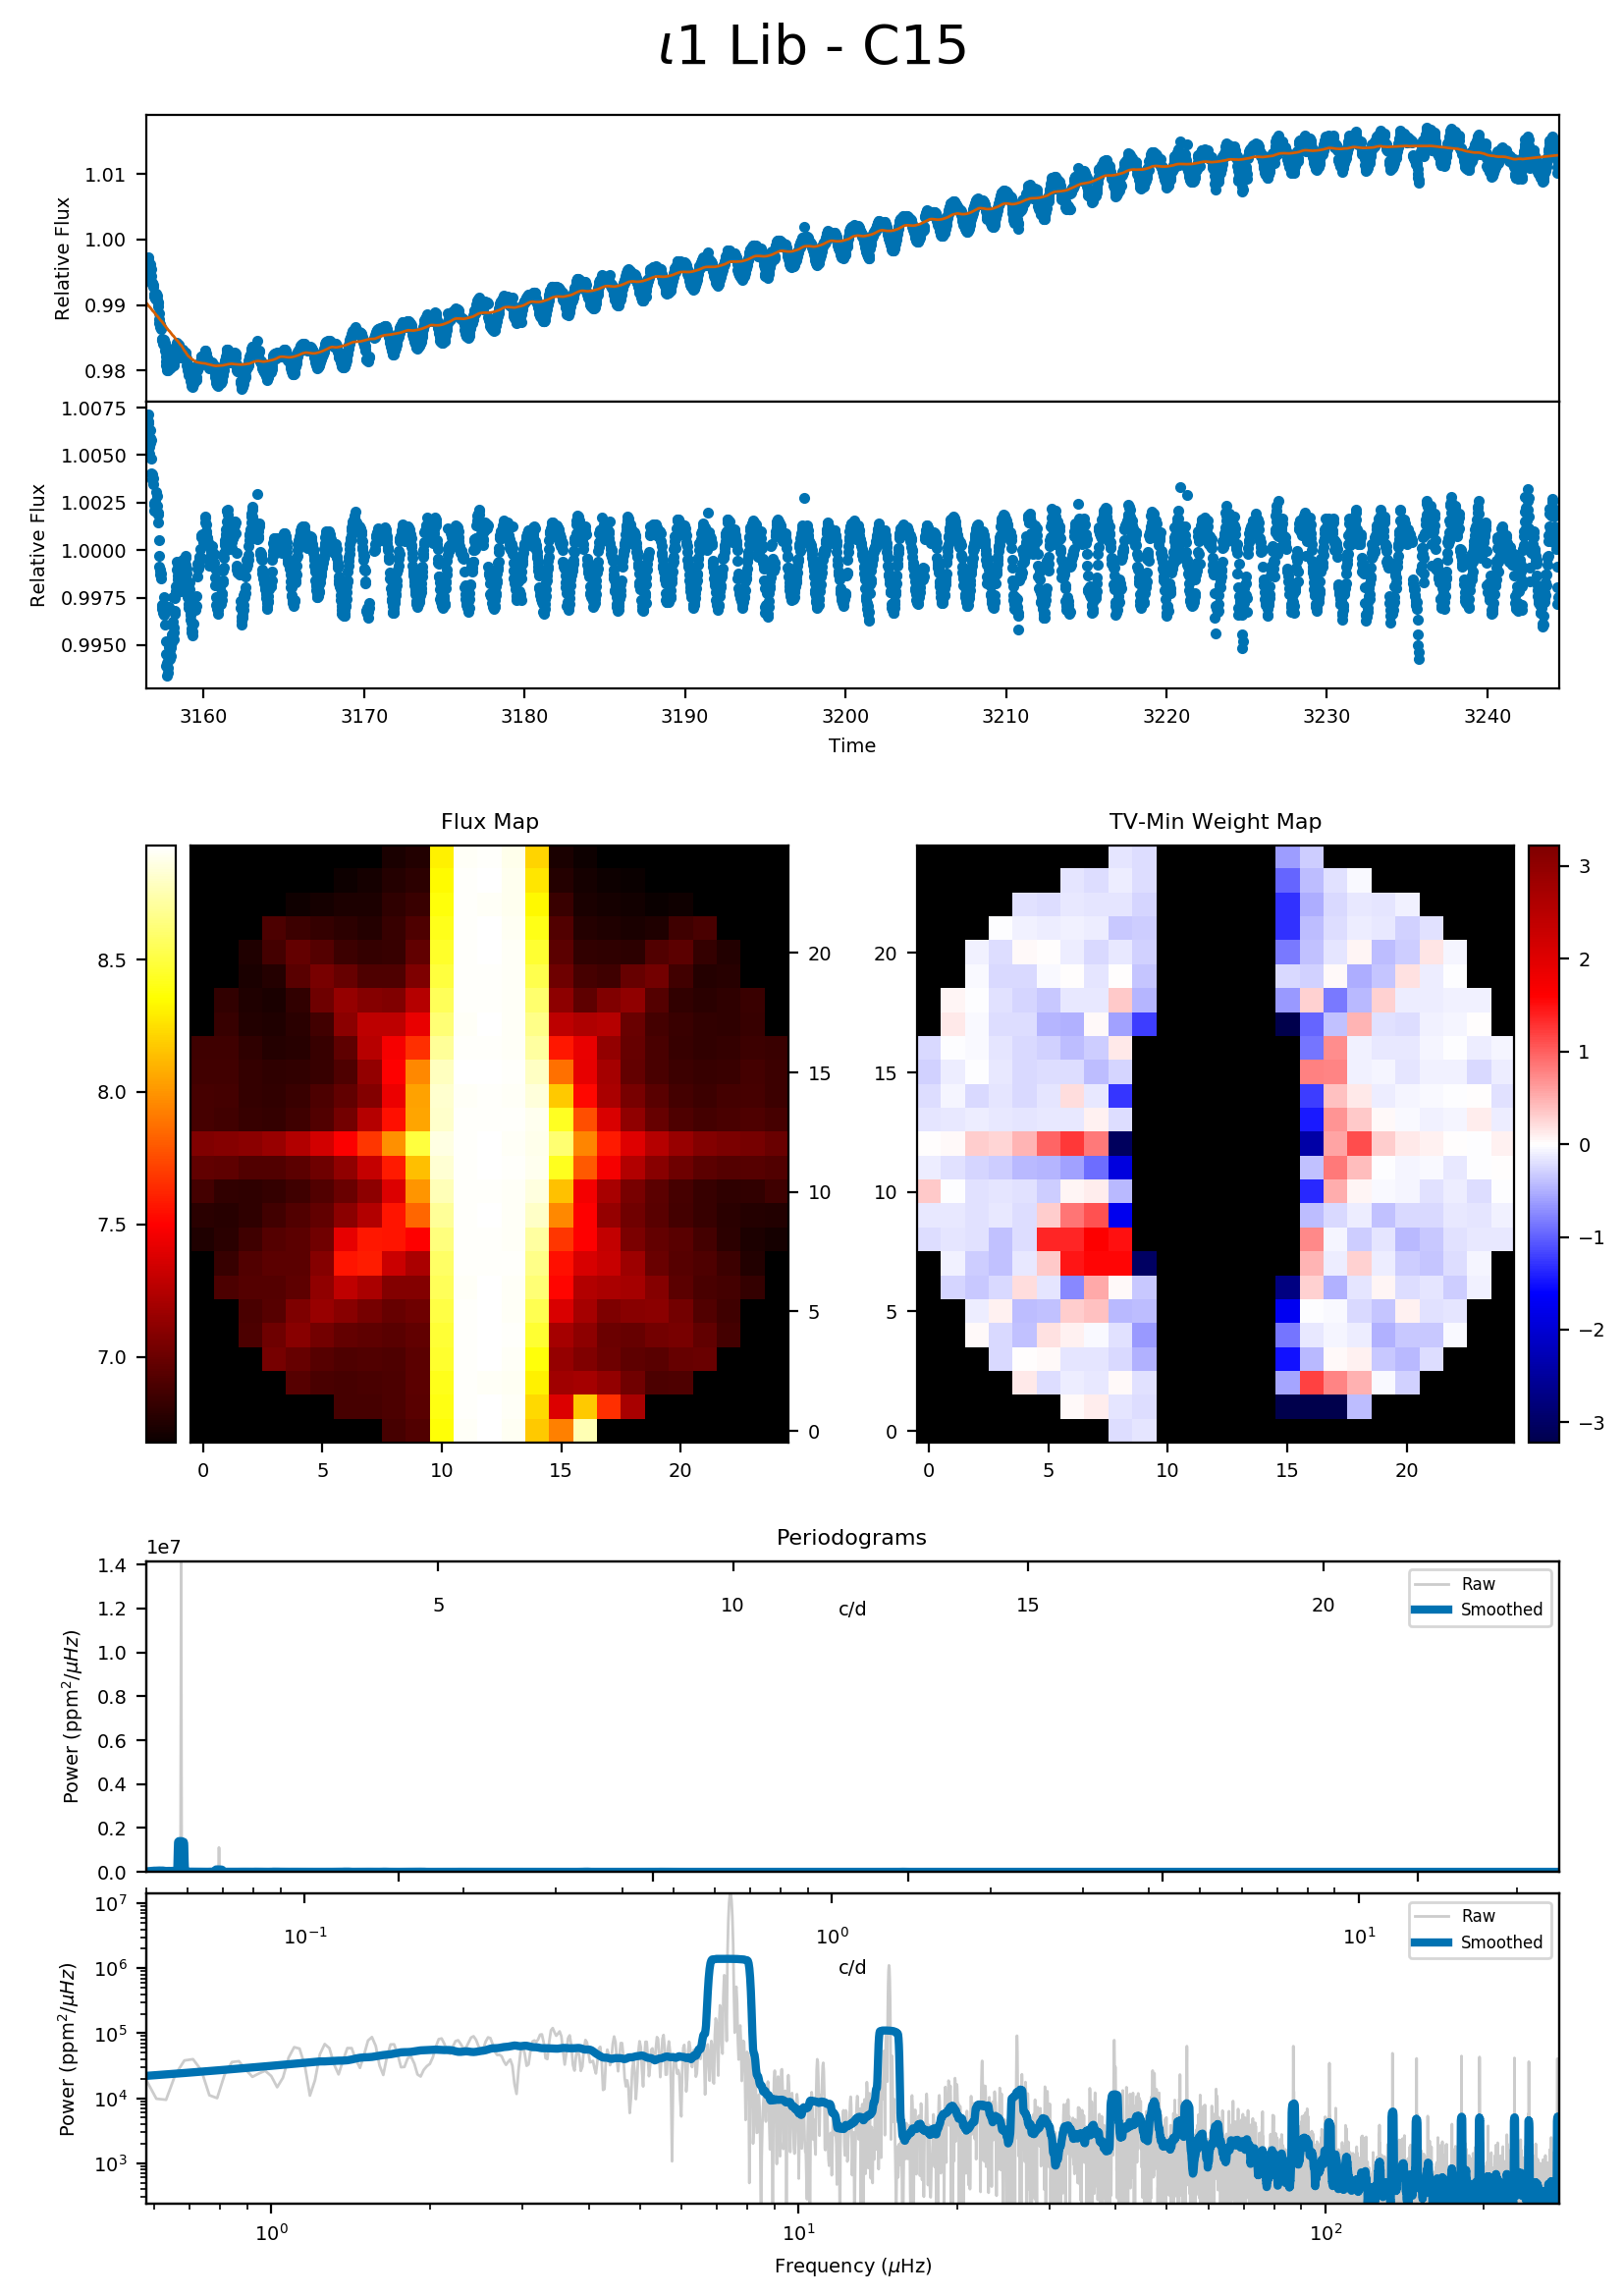 ι1 Lib - C15
1.01
1.00
0.99
0.98
Relative Flux
1.0075
1.0050
1.0025
1.0000
0.9975
0.9950
Relative Flux
3160 3170 3180 3190 3200 3210 3220 3230 3240
Time
Flux Map
8.5
8.0
7.5
7.0
20
15
10
5
0
0 5 10 15 20
TV-Min Weight Map
20
15
10
5
0
0 5 10 15 20
3
2
1
0
−1
−2
−3
Periodograms
1e7
1.4
1.2
1.0
0.8
0.6
0.4
0.2
0.0
Power (ppm²/μHz)
5 10 15 20
c/d
Raw
Smoothed
10⁷
10⁶
10⁵
10⁴
10³
Power (ppm²/μHz)
10⁻¹ 10⁰ 10¹
c/d
Raw
Smoothed
10⁰ 10¹ 10²
Frequency (μHz)